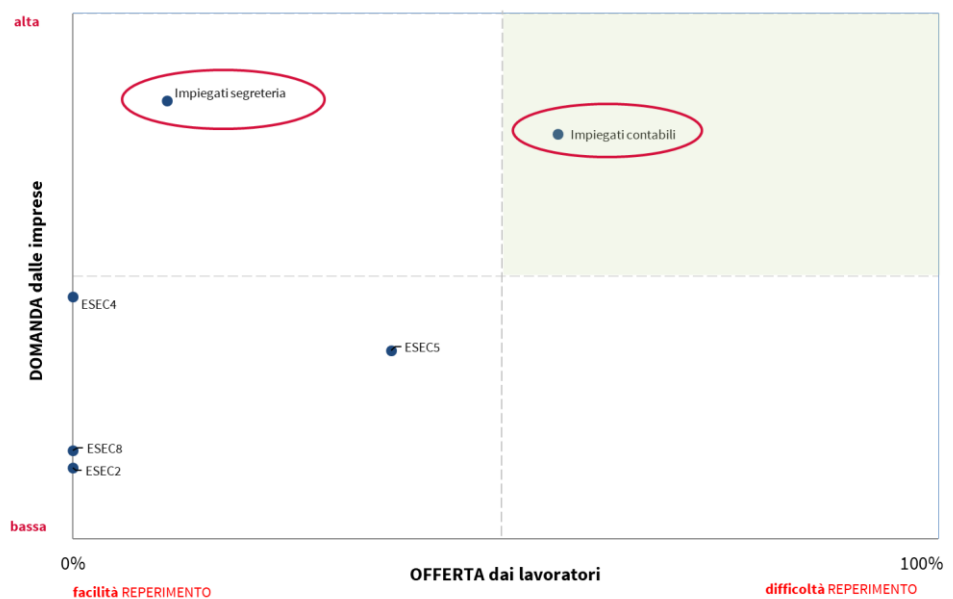 alta
Impiegati segreteria
Impiegati contabili
DOMANDA dalle imprese
ESEC4
ESEC5
ESEC8
ESEC2
bassa
0%
100%
OFFERTA dai lavoratori
facilità REPERIMENTO
difficoltà REPERIMENTO